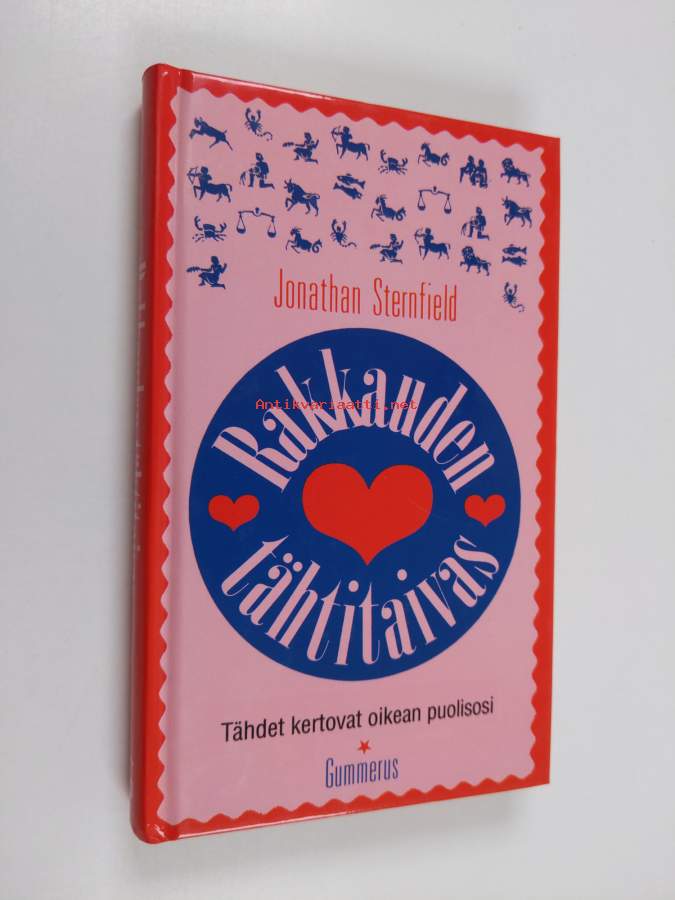 Jonathan Sternfield
Rakkauden
Antikvariaatti.net
tähtitaivas
Tähdet kertovat oikean puolisosi
Gummerus